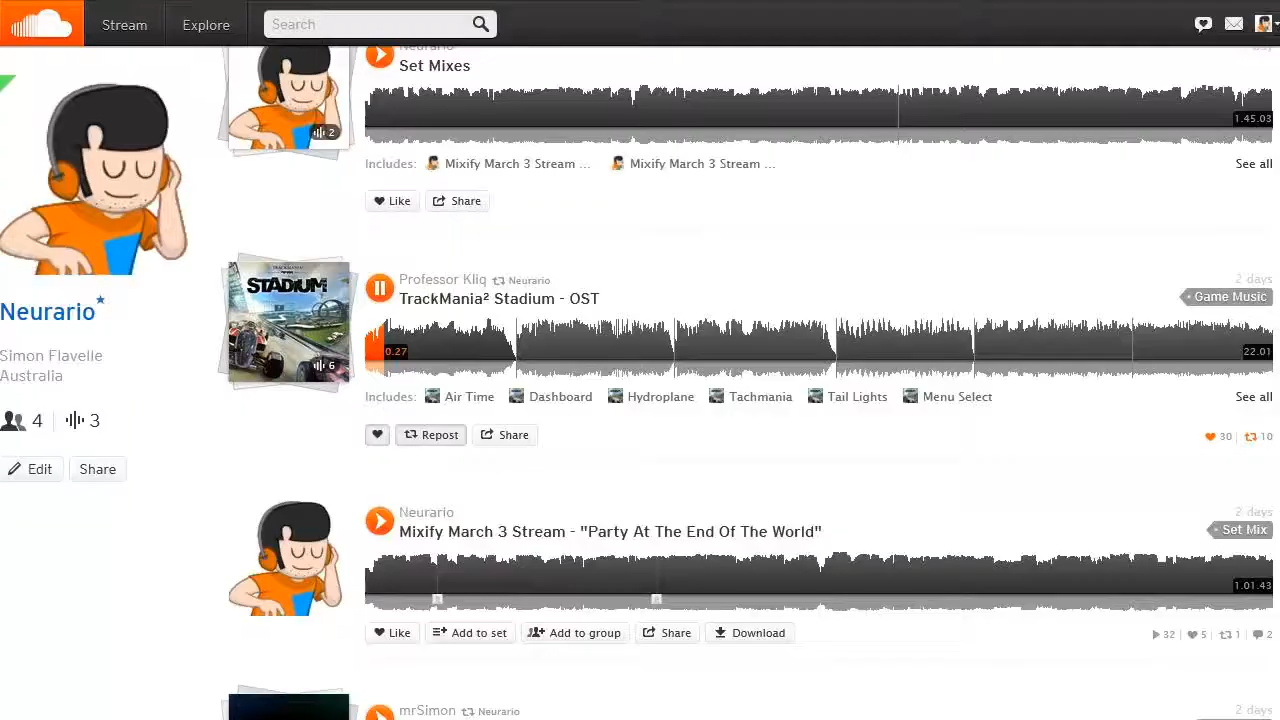 Stream Explore Search
Neurario
day
Set Mixes
2
1.45.03
Includes: Mixify March 3 Stream ... Mixify March 3 Stream ... See all
Like Share
Neurario
Simon Flavelle
Australia
4 3
Edit Share
Professor Kliq Neurario 2 days
TrackMania² Stadium - OST Game Music
TRACKMANIA²
STADIUM
6
0.27 22.01
Includes: Air Time Dashboard Hydroplane Tachmania Tail Lights Menu Select See all
Repost Share 30 10
Neurario 2 days
Mixify March 3 Stream - "Party At The End Of The World" Set Mix
1.01.43
Like Add to set Add to group Share Download 32 5 1 2
mrSimon Neurario 2 days